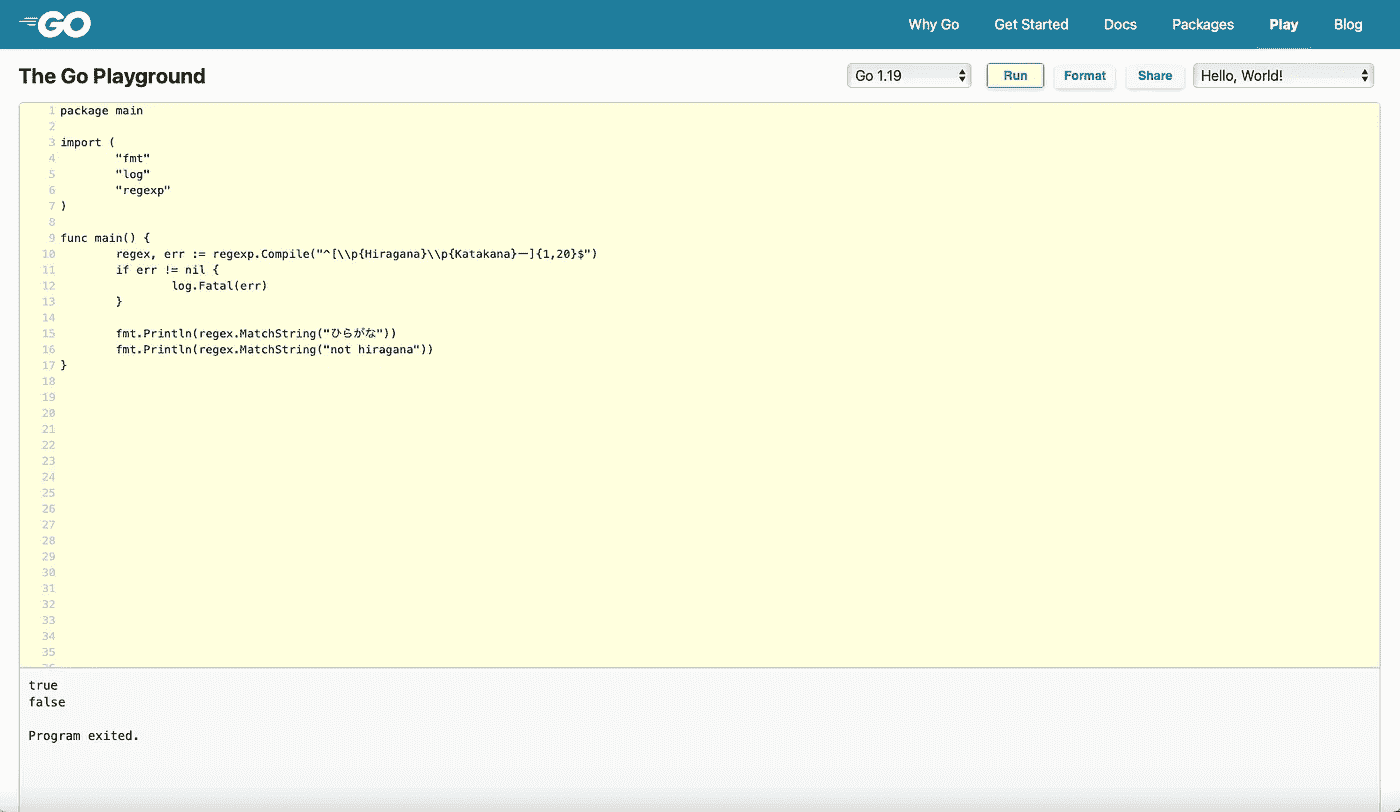 GO
Why Go Get Started Docs Packages Play Blog
The Go Playground
Go 1.19 Run Format Share Hello, World!
1 package main
2
3 import (
4 "fmt"
5 "log"
6 "regexp"
7 )
8
9 func main() {
10 regex, err := regexp.Compile("^[\\p{Hiragana}\\p{Katakana}ー]{1,20}$")
11 if err != nil {
12 log.Fatal(err)
13 }
14
15 fmt.Println(regex.MatchString("ひらがな"))
16 fmt.Println(regex.MatchString("not hiragana"))
17 }
18
19
20
21
22
23
24
25
26
27
28
29
30
31
32
33
34
35
true
false
Program exited.